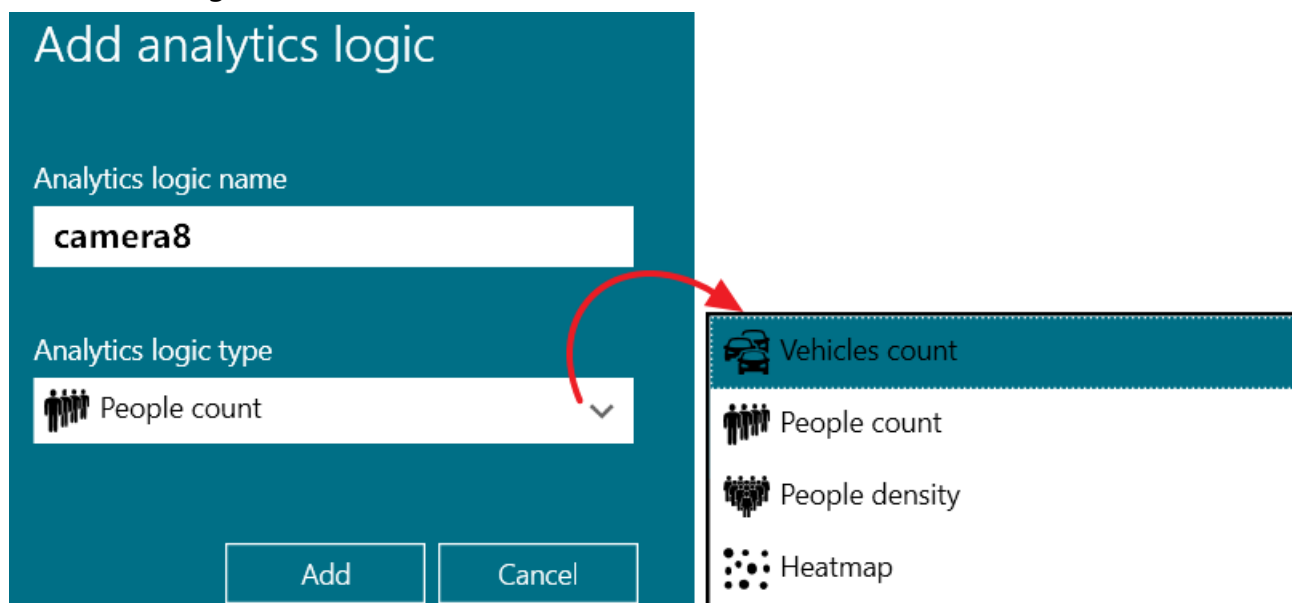 Add analytics logic
Analytics logic name
camera8
Analytics logic type
People count
Add
Cancel
Vehicles count
People count
People density
Heatmap